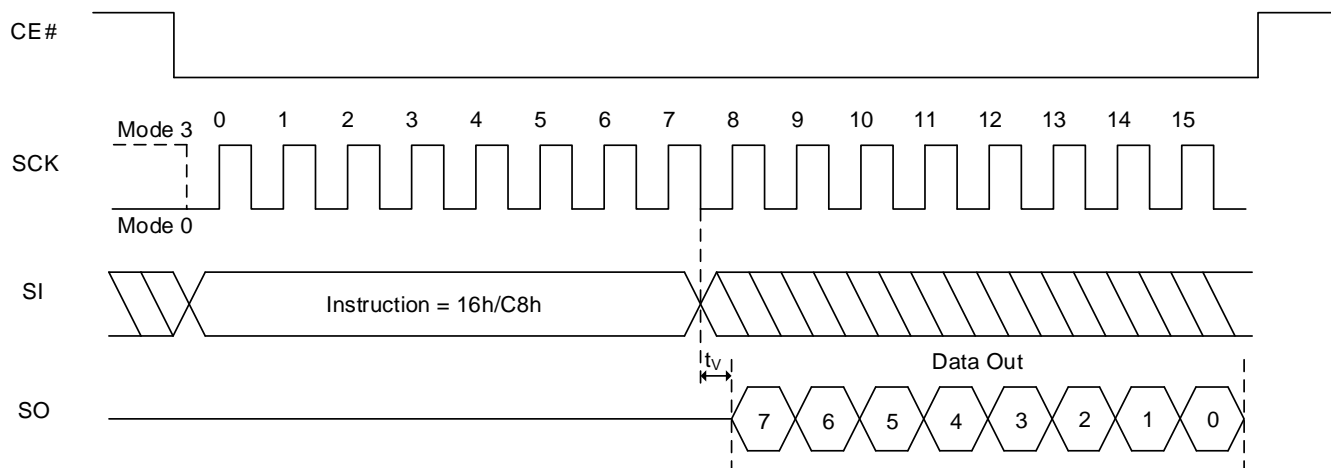 CE#
0 1 2 3 4 5 6 7 8 9 10 11 12 13 14 15
Mode 3
SCK
Mode 0
SI
Instruction = 16h/C8h
tV
Data Out
SO
7 6 5 4 3 2 1 0